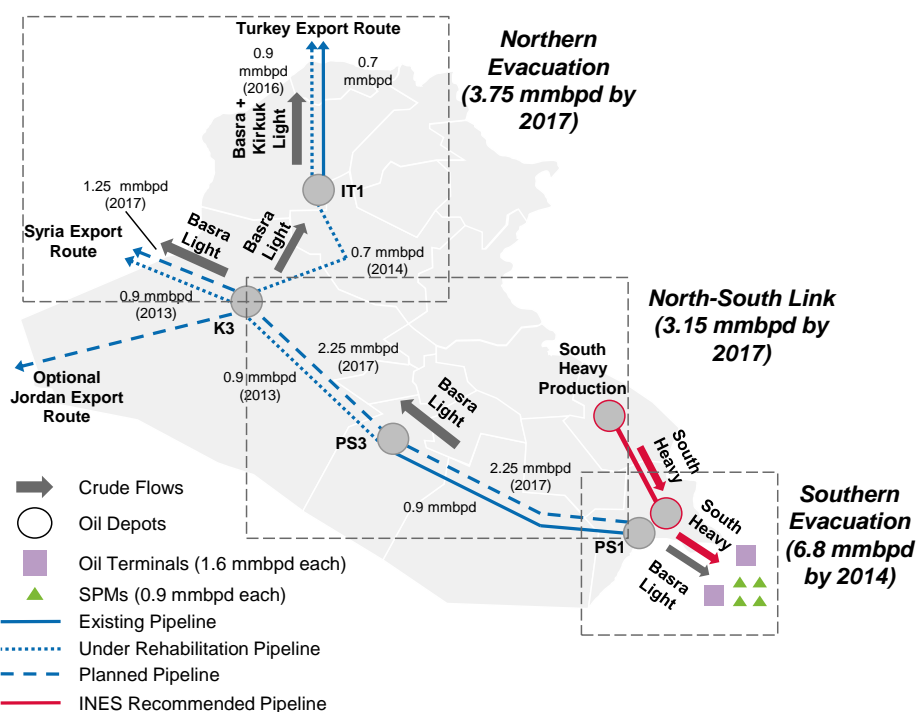 Turkey Export Route
0.9
mmbpd
(2016)
0.7
mmbpd
Northern
Evacuation
(3.75 mmbpd by
2017)
Basra +
Kirkuk
Light
IT1
1.25 mmbpd
(2017)
Syria Export
Route
Basra
Light
Basra
Light
0.7 mmbpd
(2014)
0.9 mmbpd
(2013)
K3
North-South Link
(3.15 mmbpd by
2017)
Optional
Jordan Export
Route
2.25 mmbpd
(2017)
0.9 mmbpd
(2013)
South
Heavy
Production
Basra
Light
PS3
South
Heavy
2.25 mmbpd
(2017)
0.9 mmbpd
PS1
South
Heavy
Basra
Light
Southern
Evacuation
(6.8 mmbpd
by 2014)
Crude Flows
Oil Depots
Oil Terminals (1.6 mmbpd each)
SPMs (0.9 mmbpd each)
Existing Pipeline
Under Rehabilitation Pipeline
Planned Pipeline
INES Recommended Pipeline